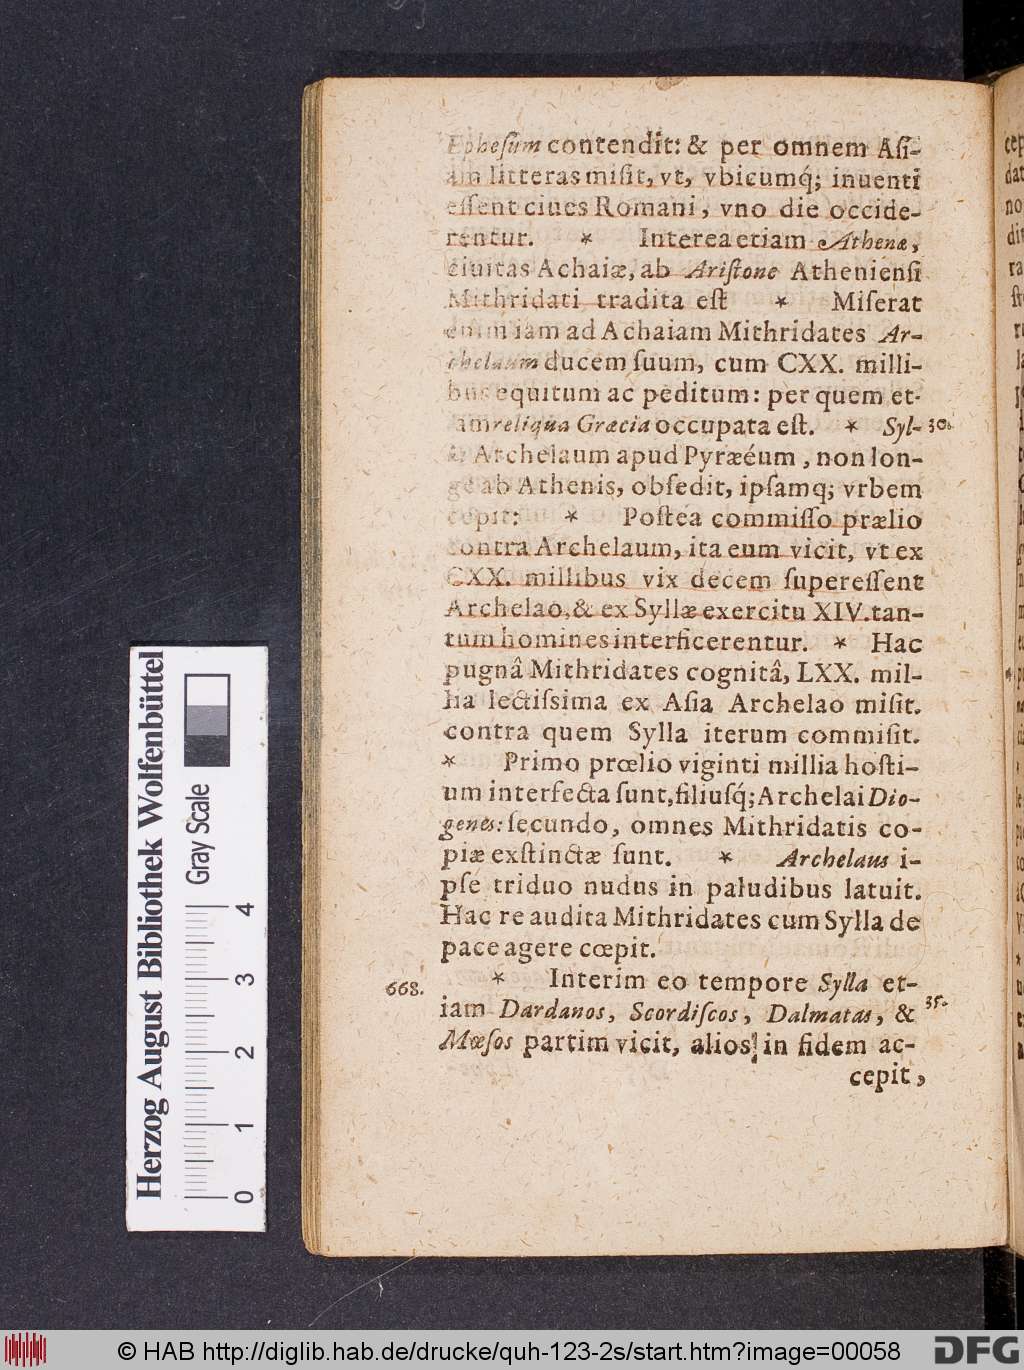 Epheſum contendit: & per omnem Aſi-
am litteras miſit, vt, vbicumq́; inuenti
eſſent ciues Romani, vno die occide-
rentur. * Interea etiam Athenæ,
ciuitas Achaiæ, ab Ariſtone Athenienſi
Mithridati tradita eſt * Miſerat
enim iam ad Achaiam Mithridates Ar-
chelaum ducem ſuum, cum CXX. milli-
bus equitum ac peditum: per quem et-
iam reliqua Græcia occupata eſt. * Syl- 30.
la Archelaum apud Pyræéum, non lon-
ge ab Athenis, obſedit, ipſamq; vrbem
cepit: * Poſtea commiſſo prælio
contra Archelaum, ita eum vicit, vt ex
CXX. millibus vix decem ſupereſſent
Archelao, & ex Syllæ exercitu XIV. tan-
tum homines interficerentur. * Hac
pugnâ Mithridates cognitâ, LXX. mil-
lia lectiſsima ex Aſia Archelao miſit.
contra quem Sylla iterum commiſit.
* Primo prœlio viginti millia hoſti-
um interfecta ſunt, filiuſq́; Archelai Dio-
genes: ſecundo, omnes Mithridatis co-
piæ exſtinctæ ſunt. * Archelaus i-
pſe triduo nudus in paludibus latuit.
Hac re audita Mithridates cum Sylla de
pace agere cœpit.
668. * Interim eo tempore Sylla et-
iam Dardanos, Scordiſcos, Dalmatas, & 35.
Mœſos partim vicit, alios in fidem ac-
cepit,
Herzog August Bibliothek Wolfenbüttel
Gray Scale
0 1 2 3 4
© HAB http://diglib.hab.de/drucke/quh-123-2s/start.htm?image=00058
DFG